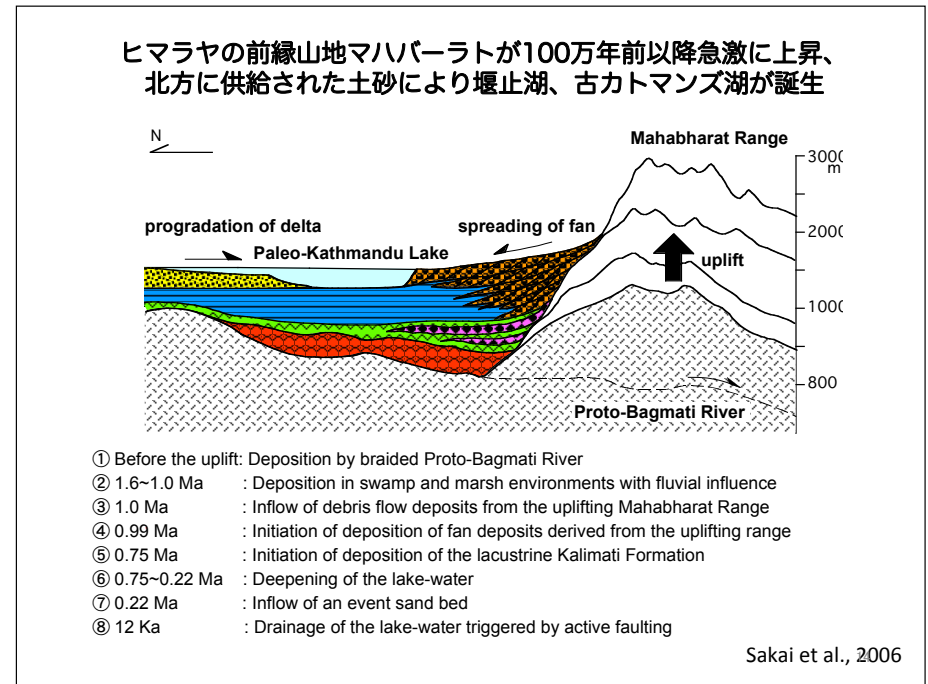 ヒマラヤの前縁山地マハバーラトが100万年前以降急激に上昇、
北方に供給された土砂により堰止湖、古カトマンズ湖が誕生
N
Mahabharat Range
3000
m
progradation of delta
spreading of fan
2000
Paleo-Kathmandu Lake
uplift
1000
800
Proto-Bagmati River
① Before the uplift: Deposition by braided Proto-Bagmati River
② 1.6~1.0 Ma : Deposition in swamp and marsh environments with fluvial influence
③ 1.0 Ma : Inflow of debris flow deposits from the uplifting Mahabharat Range
④ 0.99 Ma : Initiation of deposition of fan deposits derived from the uplifting range
⑤ 0.75 Ma : Initiation of deposition of the lacustrine Kalimati Formation
⑥ 0.75~0.22 Ma : Deepening of the lake-water
⑦ 0.22 Ma : Inflow of an event sand bed
⑧ 12 Ka : Drainage of the lake-water triggered by active faulting
Sakai et al., 2006